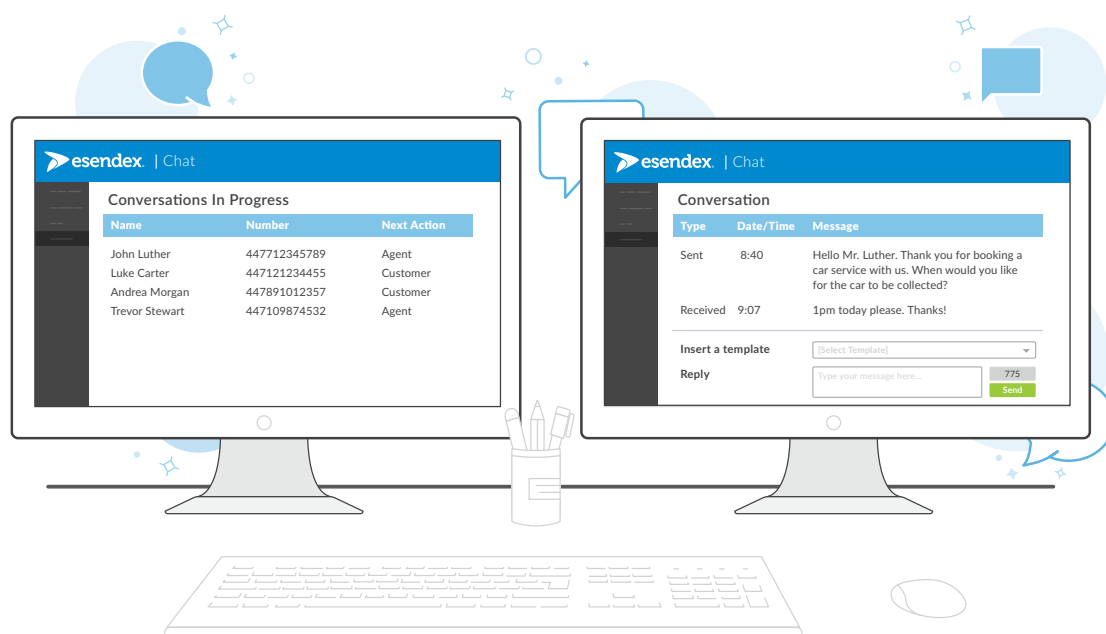 esendex. | Chat
Conversations In Progress
Name Number Next Action
John Luther 447712345789 Agent
Luke Carter 447121234455 Customer
Andrea Morgan 447891012357 Customer
Trevor Stewart 447109874532 Agent
esendex. | Chat
Conversation
Type Date/Time Message
Sent 8:40 Hello Mr. Luther. Thank you for booking a
car service with us. When would you like
for the car to be collected?
Received 9:07 1pm today please. Thanks!
Insert a template [Select Template]
Reply Type your message here... 775
Send